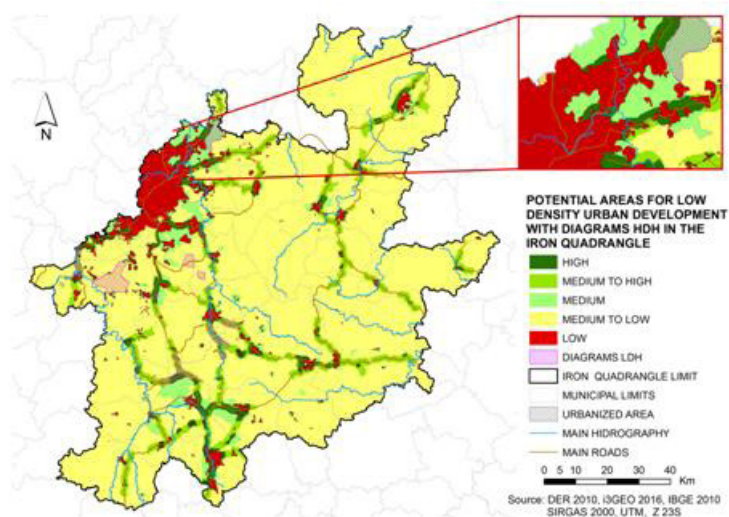 N
POTENTIAL AREAS FOR LOW
DENSITY URBAN DEVELOPMENT
WITH DIAGRAMS HDH IN THE
IRON QUADRANGLE
HIGH
MEDIUM TO HIGH
MEDIUM
MEDIUM TO LOW
LOW
DIAGRAMS LDH
IRON QUADRANGLE LIMIT
MUNICIPAL LIMITS
URBANIZED AREA
MAIN HIDROGRAPHY
MAIN ROADS
0 5 10 20 30 40
Km
Source: DER 2010, i3GEO 2016, IBGE 2010
SIRGAS 2000, UTM, Z 23S